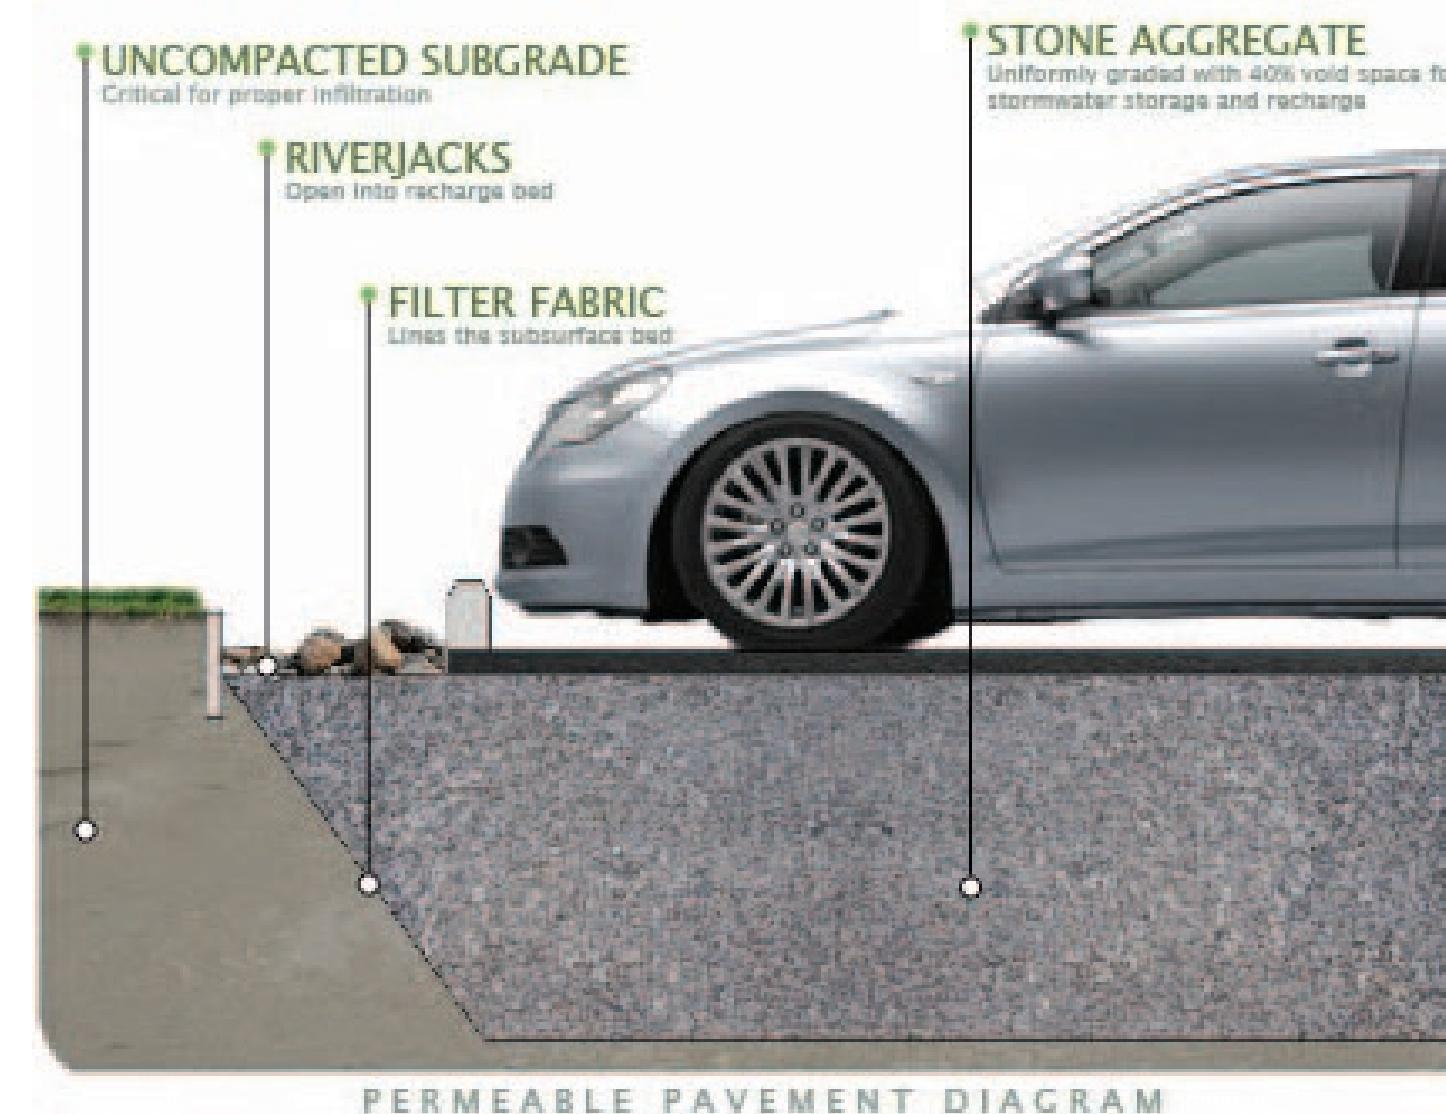 UNCOMPACTED SUBGRADE
Critical for proper infiltration
RIVERJACKS
Open into recharge bed
FILTER FABRIC
Lines the subsurface bed
STONE AGGREGATE
Uniformly graded with 40% void space
stormwater storage and recharge
PERMEABLE PAVEMENT DIAGRAM